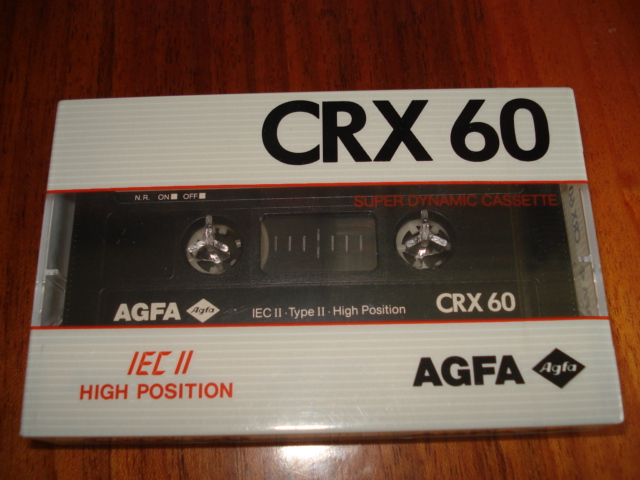 CRX 60
N.R. ON■ OFF■
SUPER DYNAMIC CASSETTE
AGFA Agfa IEC II · Type II · High Position CRX 60
IEC II
HIGH POSITION
AGFA Agfa